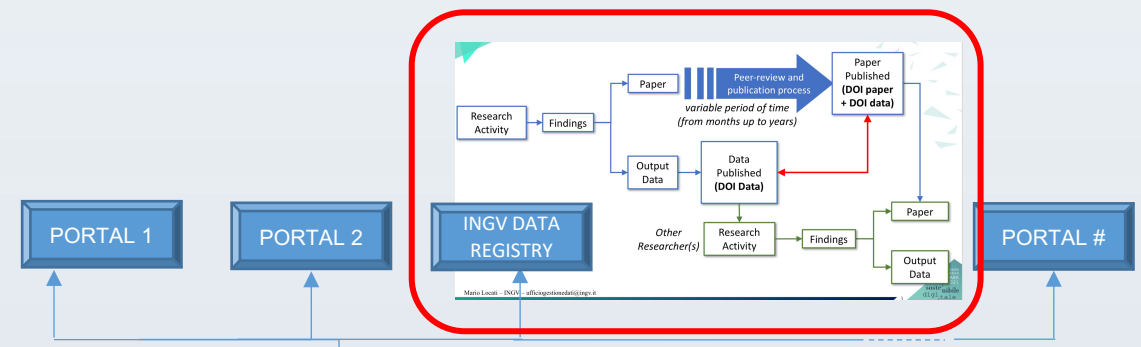 Paper
Peer-review and
publication process
Paper
Published
(DOI paper
+ DOI data)
variable period of time
(from months up to years)
Research
Activity
Findings
Output
Data
Data
Published
(DOI Data)
PORTAL 1
PORTAL 2
INGV DATA
REGISTRY
Other
Researcher(s)
Research
Activity
Findings
Paper
Output
Data
PORTAL #
Mario Locati – INGV – ufficiogestionedati@ingv.it